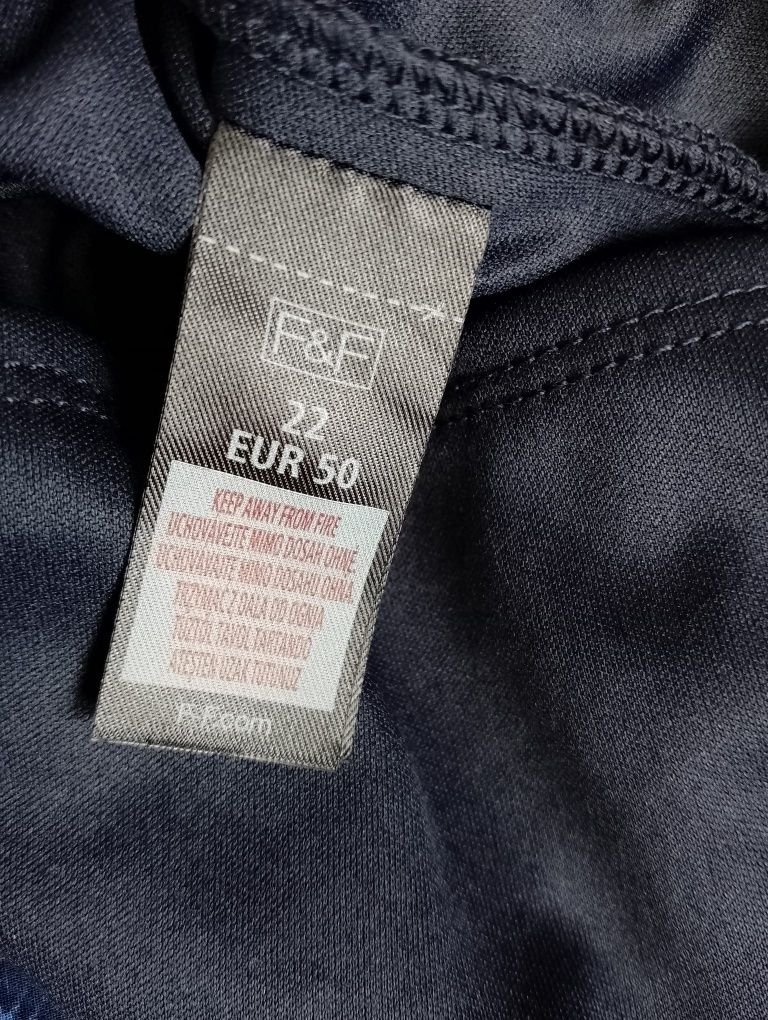 F&F
22
EUR 50
KEEP AWAY FROM FIRE
UCHOVÁVEJTE MIMO DOSAH OHNĚ
UCHOVÁVAJTE MIMO DOSAHU OHŇA
TRZYMAĆ Z DALA OD OGNIA
TŰZTŐL TÁVOL TARTANDÓ
ATEŞTEN UZAK TUTUNUZ
F-F.com